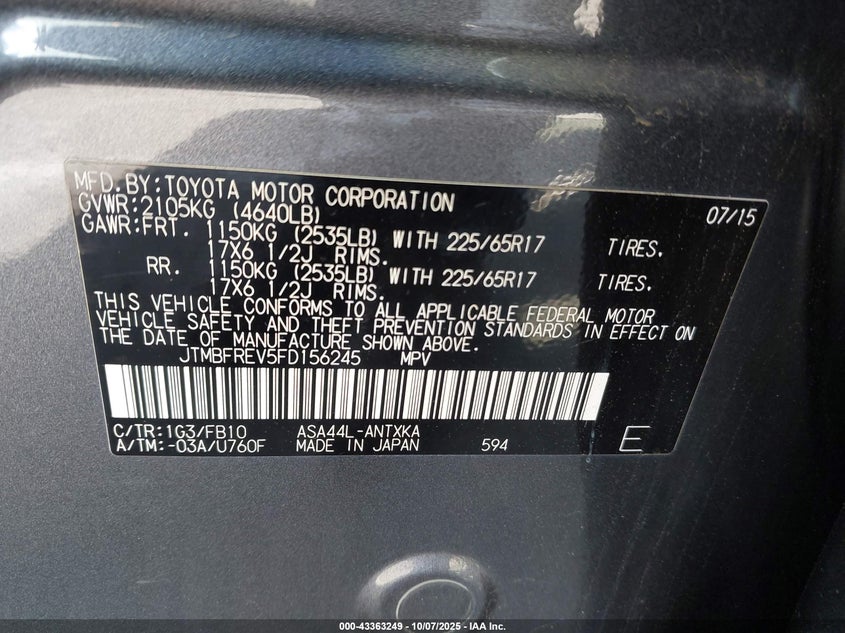 MFD. BY: TOYOTA MOTOR CORPORATION 07/15
GVWR: 2105KG (4640LB)
GAWR: FRT. 1150KG (2535LB) WITH 225/65R17 TIRES.
17X6 1/2J RIMS.
RR. 1150KG (2535LB) WITH 225/65R17 TIRES.
17X6 1/2J RIMS.
THIS VEHICLE CONFORMS TO ALL APPLICABLE FEDERAL MOTOR
VEHICLE SAFETY AND THEFT PREVENTION STANDARDS IN EFFECT ON
THE DATE OF MANUFACTURE SHOWN ABOVE.
JTMBFREV5FD156245 MPV
C/TR: 1G3/FB10 ASA44L-ANTXKA
A/TM: -03A/U760F MADE IN JAPAN 594 E
000-43363249 - 10/07/2025 - IAA Inc.